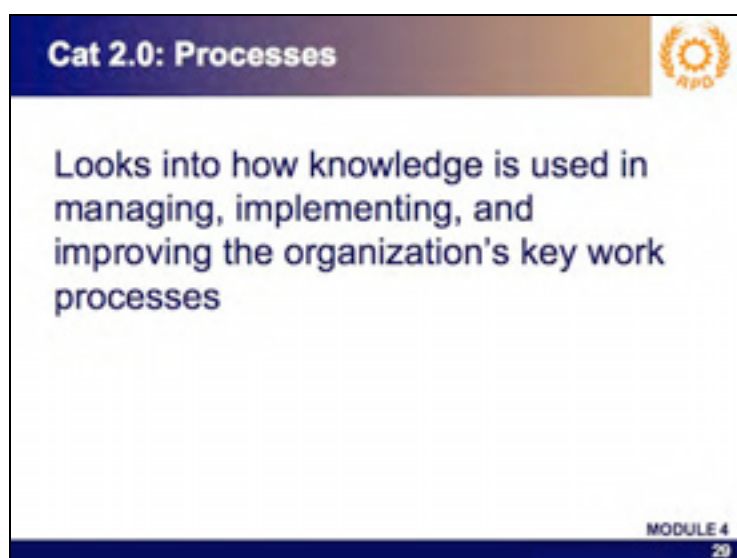 Cat 2.0: Processes
APO
Looks into how knowledge is used in
managing, implementing, and
improving the organization's key work
processes
MODULE 4
29